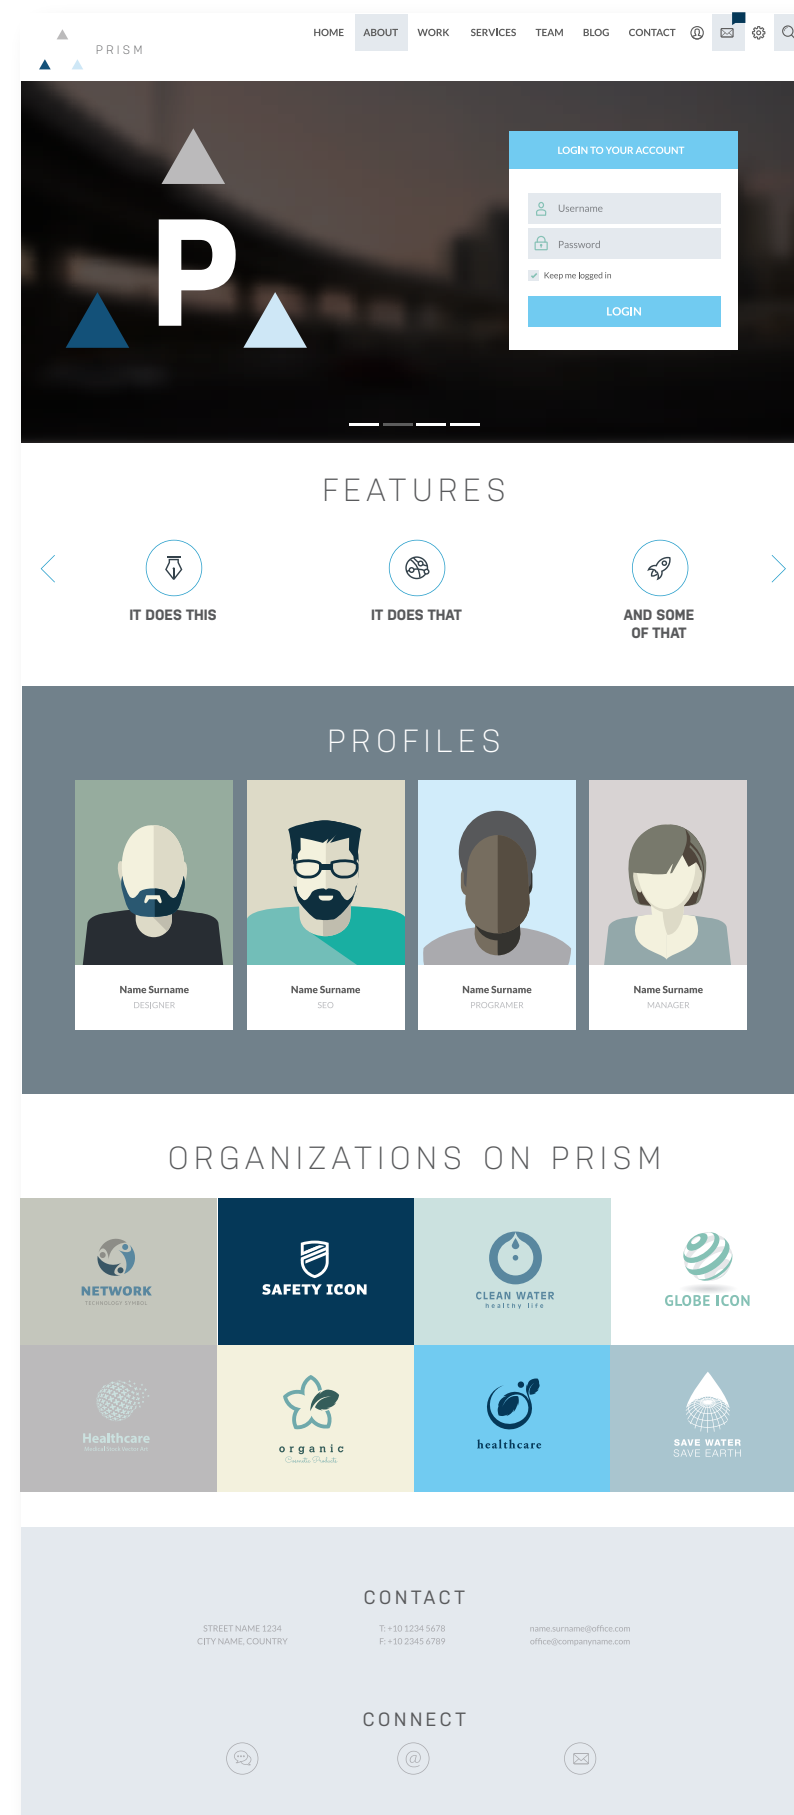 PRISM
HOME ABOUT WORK SERVICES TEAM BLOG CONTACT
P
LOGIN TO YOUR ACCOUNT
Username
Password
Keep me logged in
LOGIN
FEATURES
IT DOES THIS
IT DOES THAT
AND SOME
OF THAT
PROFILES
Name Surname
DESIGNER
Name Surname
SEO
Name Surname
PROGRAMER
Name Surname
MANAGER
ORGANIZATIONS ON PRISM
NETWORK
TECHNOLOGY SYMBOL
SAFETY ICON
CLEAN WATER
healthy life
GLOBE ICON
Healthcare
organic
Cosmetic Products
healthcare
SAVE WATER
SAVE EARTH
CONTACT
STREET NAME 1234
CITY NAME, COUNTRY
T: +10 1234 5678
F: +10 2345 6789
name.surname@office.com
office@companyname.com
CONNECT
@